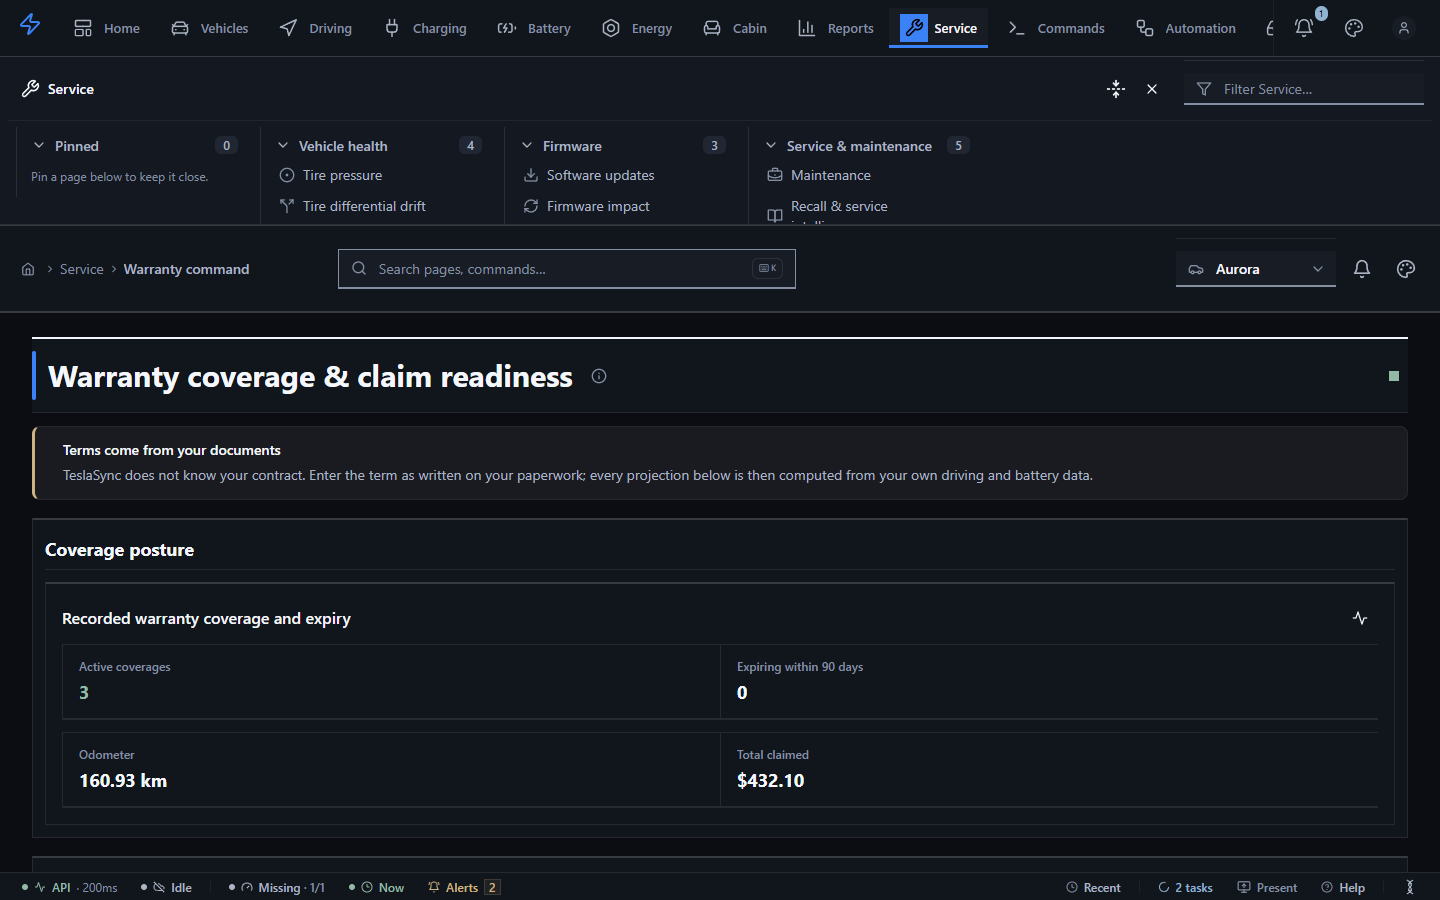 Home
Vehicles
Driving
Charging
Battery
Energy
Cabin
Reports
Service
Commands
Automation
1
Service
Filter Service...
Pinned 0
Pin a page below to keep it close.
Vehicle health 4
Tire pressure
Tire differential drift
Firmware 3
Software updates
Firmware impact
Service & maintenance 5
Maintenance
Recall & service
Service
Warranty command
Search pages, commands...
K
Aurora
Warranty coverage & claim readiness
Terms come from your documents
TeslaSync does not know your contract. Enter the term as written on your paperwork; every projection below is then computed from your own driving and battery data.
Coverage posture
Recorded warranty coverage and expiry
Active coverages
3
Expiring within 90 days
0
Odometer
160.93 km
Total claimed
$432.10
API · 200ms
Idle
Missing · 1/1
Now
Alerts 2
Recent
2 tasks
Present
Help